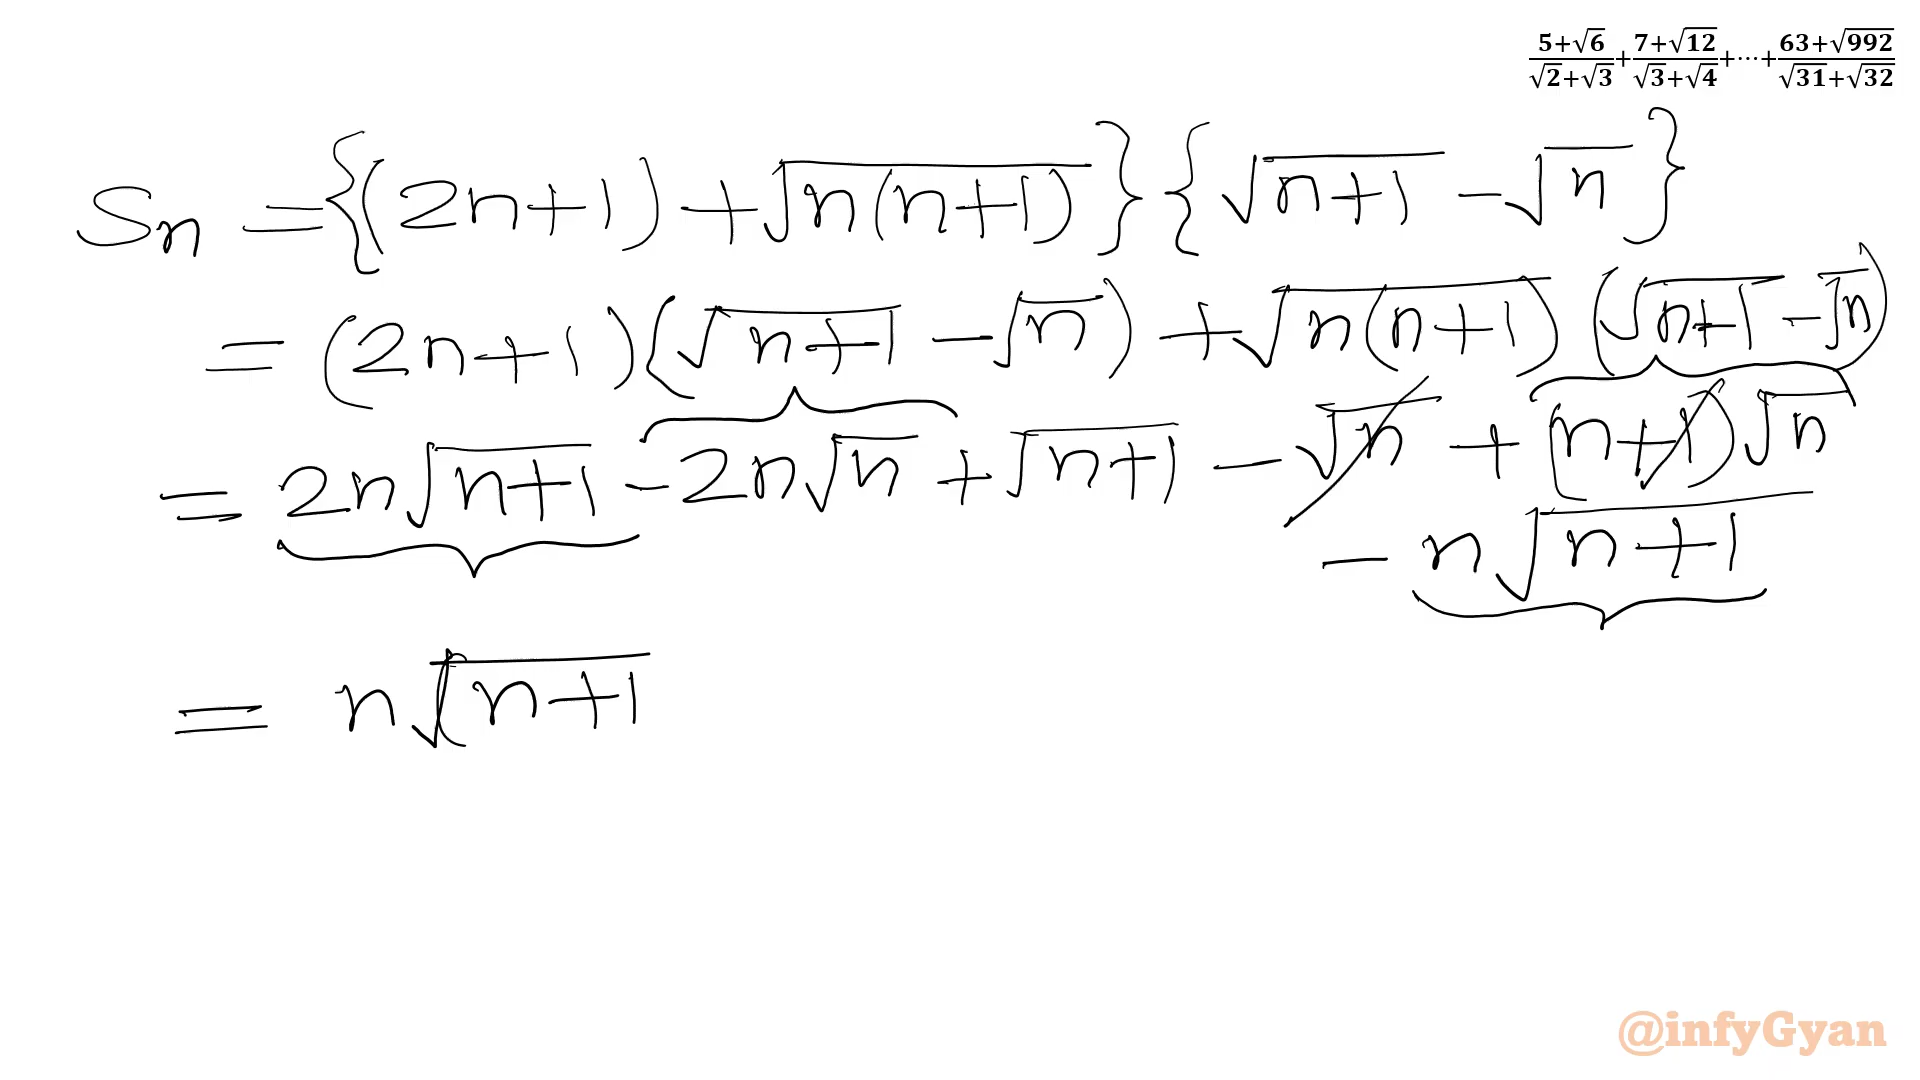 (5+√6)/(√2+√3) + (7+√12)/(√3+√4) + ⋯ + (63+√992)/(√31+√32)
Sn = {(2n+1) + √(n(n+1))} {√(n+1) − √n}
= (2n+1)(√(n+1) − √n) + √(n(n+1)) (√(n+1) − √n)
= 2n√(n+1) − 2n√n + √(n+1) − √n + (n+1)√n
− n√(n+1)
= n√(n+1)
@infyGyan